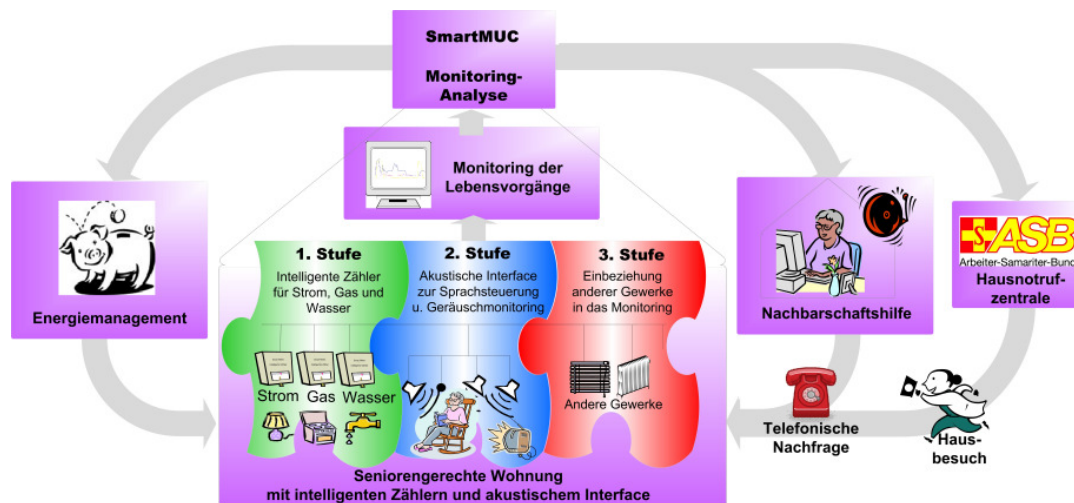 SmartMUC
Monitoring-
Analyse
Monitoring der
Lebensvorgänge
Energiemanagement
1. Stufe
Intelligente Zähler
für Strom, Gas und
Wasser
Strom Gas Wasser
2. Stufe
Akustische Interface
zur Sprachsteuerung
u. Geräuschmonitoring
3. Stufe
Einbeziehung
anderer Gewerke
in das Monitoring
Andere Gewerke
Seniorengerechte Wohnung
mit intelligenten Zählern und akustischem Interface
Nachbarschaftshilfe
S ASB
Arbeiter-Samariter-Bund
Hausnotruf-
zentrale
Telefonische
Nachfrage
Haus-
besuch